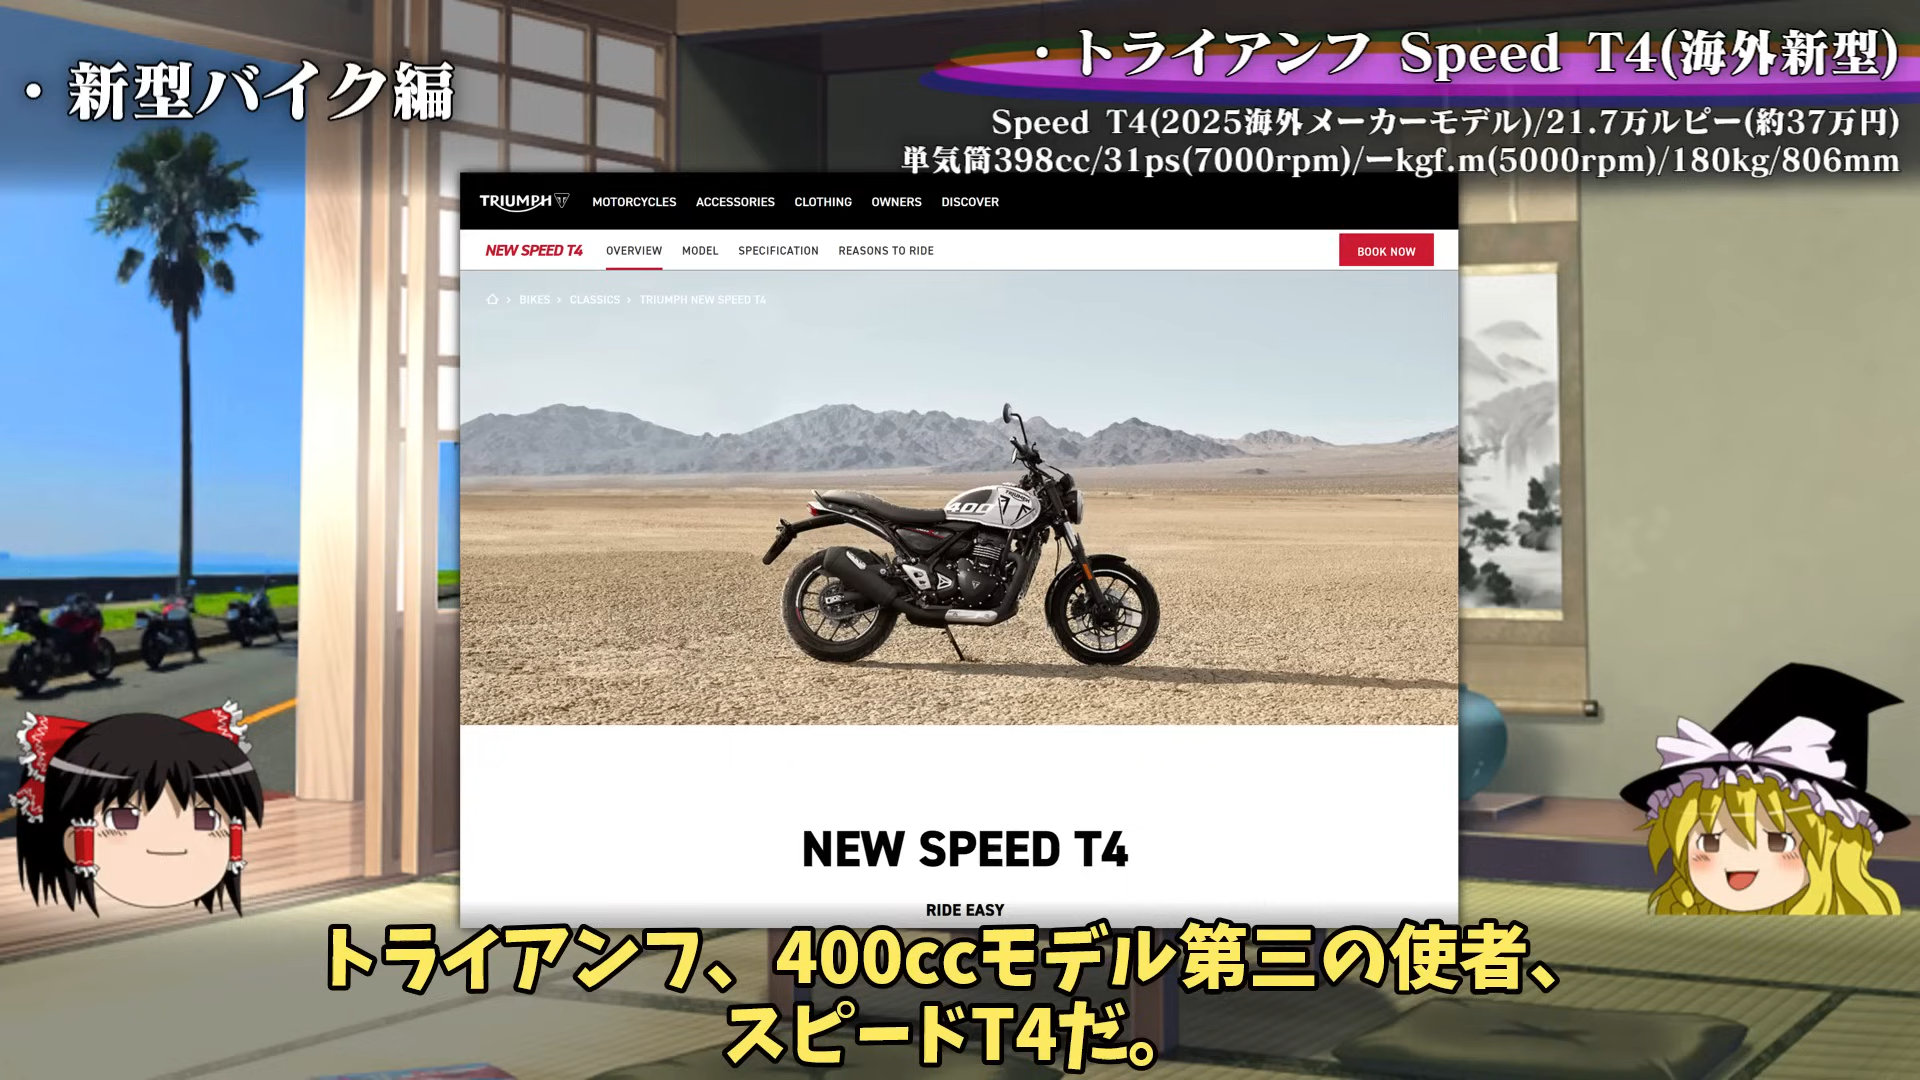 ・新型バイク編
・トライアンフ Speed T4(海外新型)
Speed T4(2025海外メーカーモデル)/21.7万ルピー(約37万円)
単気筒398cc/31ps(7000rpm)/ーkgf.m(5000rpm)/180kg/806mm
TRIUMPH MOTORCYCLES ACCESSORIES CLOTHING OWNERS DISCOVER
NEW SPEED T4 OVERVIEW MODEL SPECIFICATION REASONS TO RIDE BOOK NOW
BIKES › CLASSICS › TRIUMPH NEW SPEED T4
TRIUMPH
400
NEW SPEED T4
RIDE EASY
トライアンフ、400ccモデル第三の使者、
スピードT4だ。